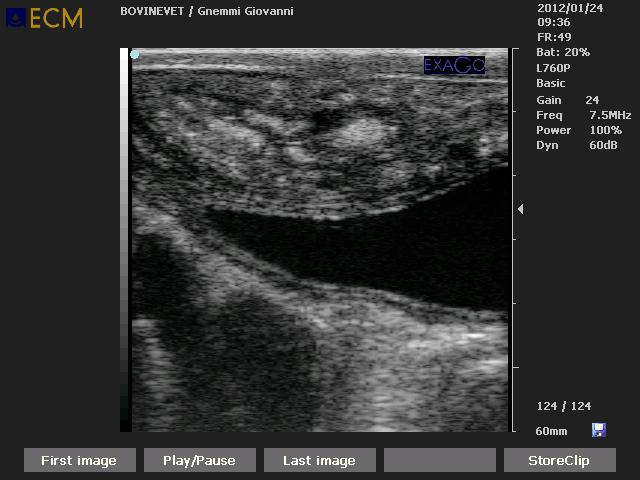 ECM
BOVINEVET / Gnemmi Giovanni
2012/01/24
09:36
FR:49
Bat: 20%
L760P
Basic
Gain 24
Freq 7.5MHz
Power 100%
Dyn 60dB
EXAGO
124 / 124
60mm
First image
Play/Pause
Last image
StoreClip